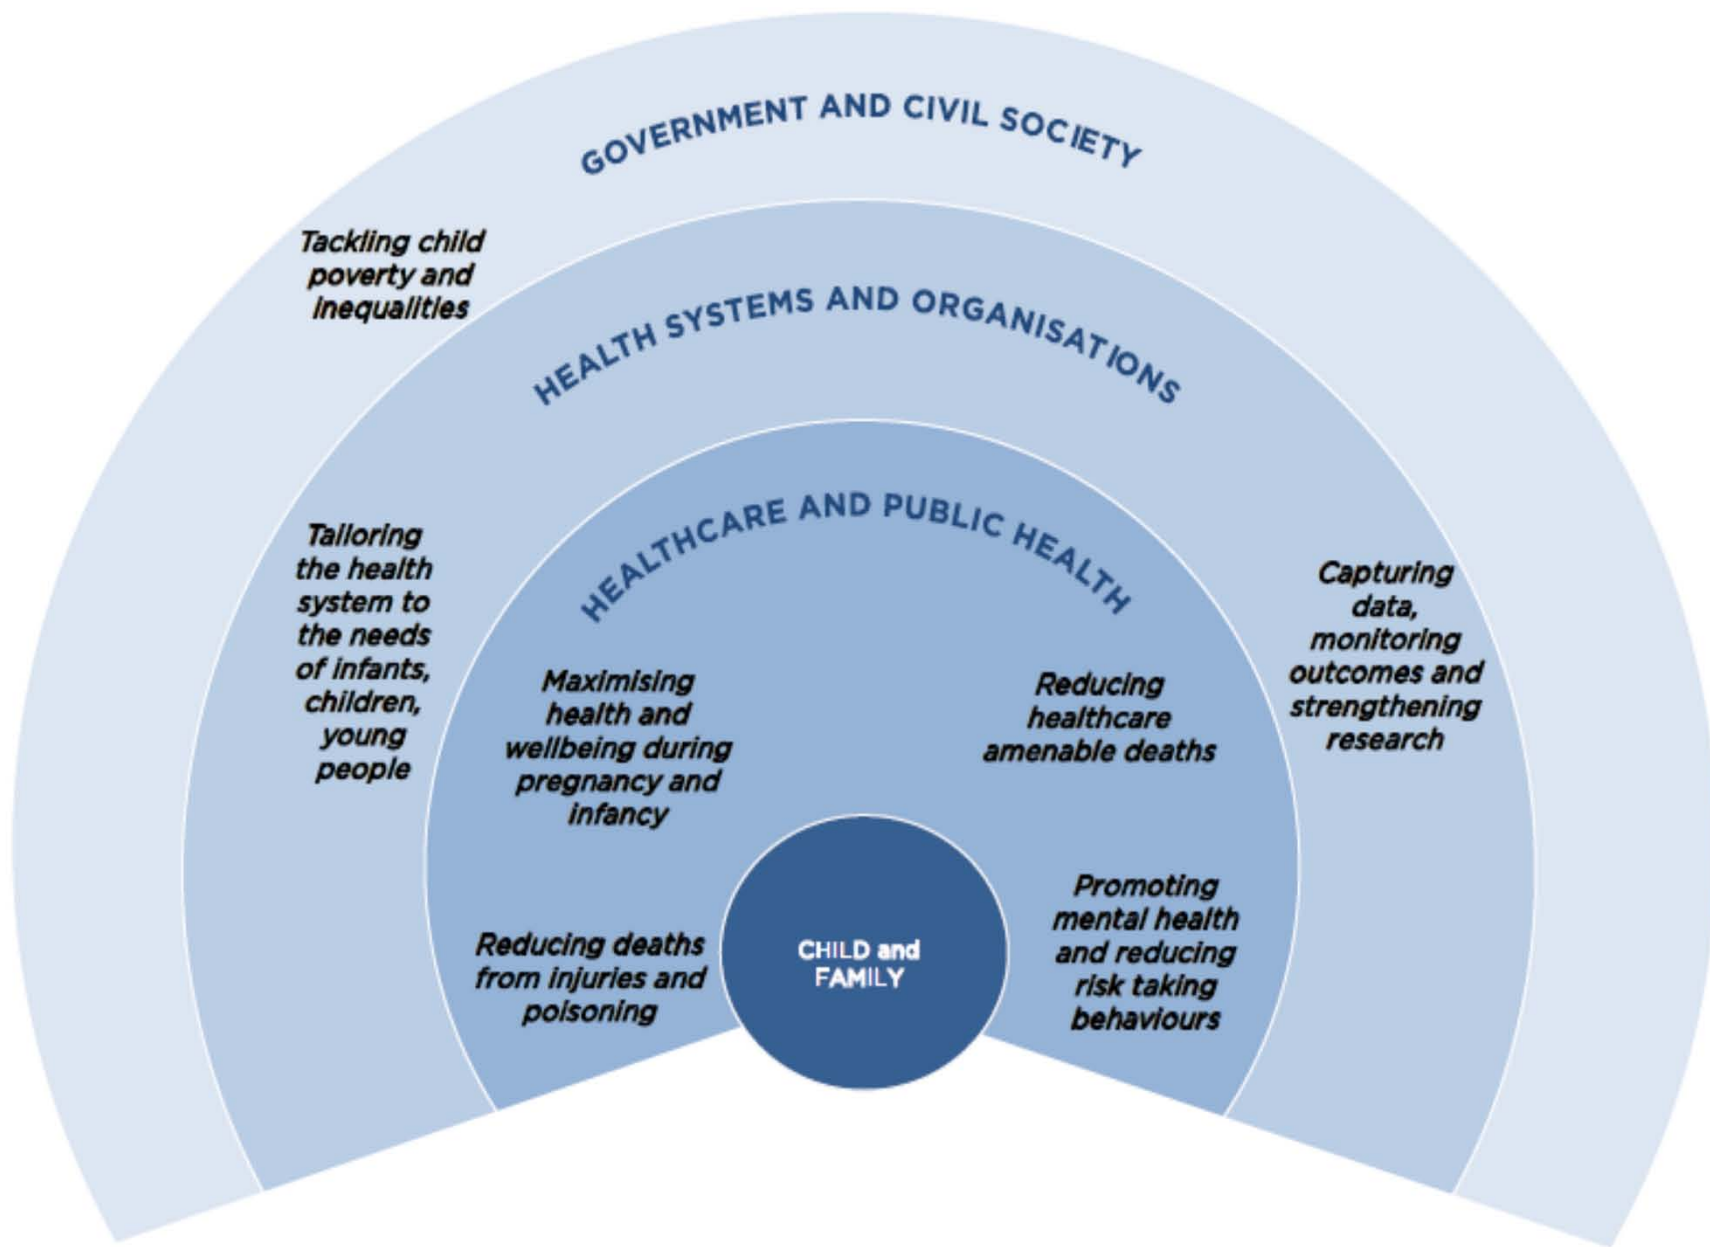 GOVERNMENT AND CIVIL SOCIETY
Tackling child
poverty and
inequalities
HEALTH SYSTEMS AND ORGANISATIONS
Tailoring
the health
system to
the needs
of infants,
children,
young
people
Capturing
data,
monitoring
outcomes and
strengthening
research
HEALTHCARE AND PUBLIC HEALTH
Maximising
health and
wellbeing during
pregnancy and
infancy
Reducing
healthcare
amenable deaths
Reducing deaths
from injuries and
poisoning
Promoting
mental health
and reducing
risk taking
behaviours
CHILD and
FAMILY